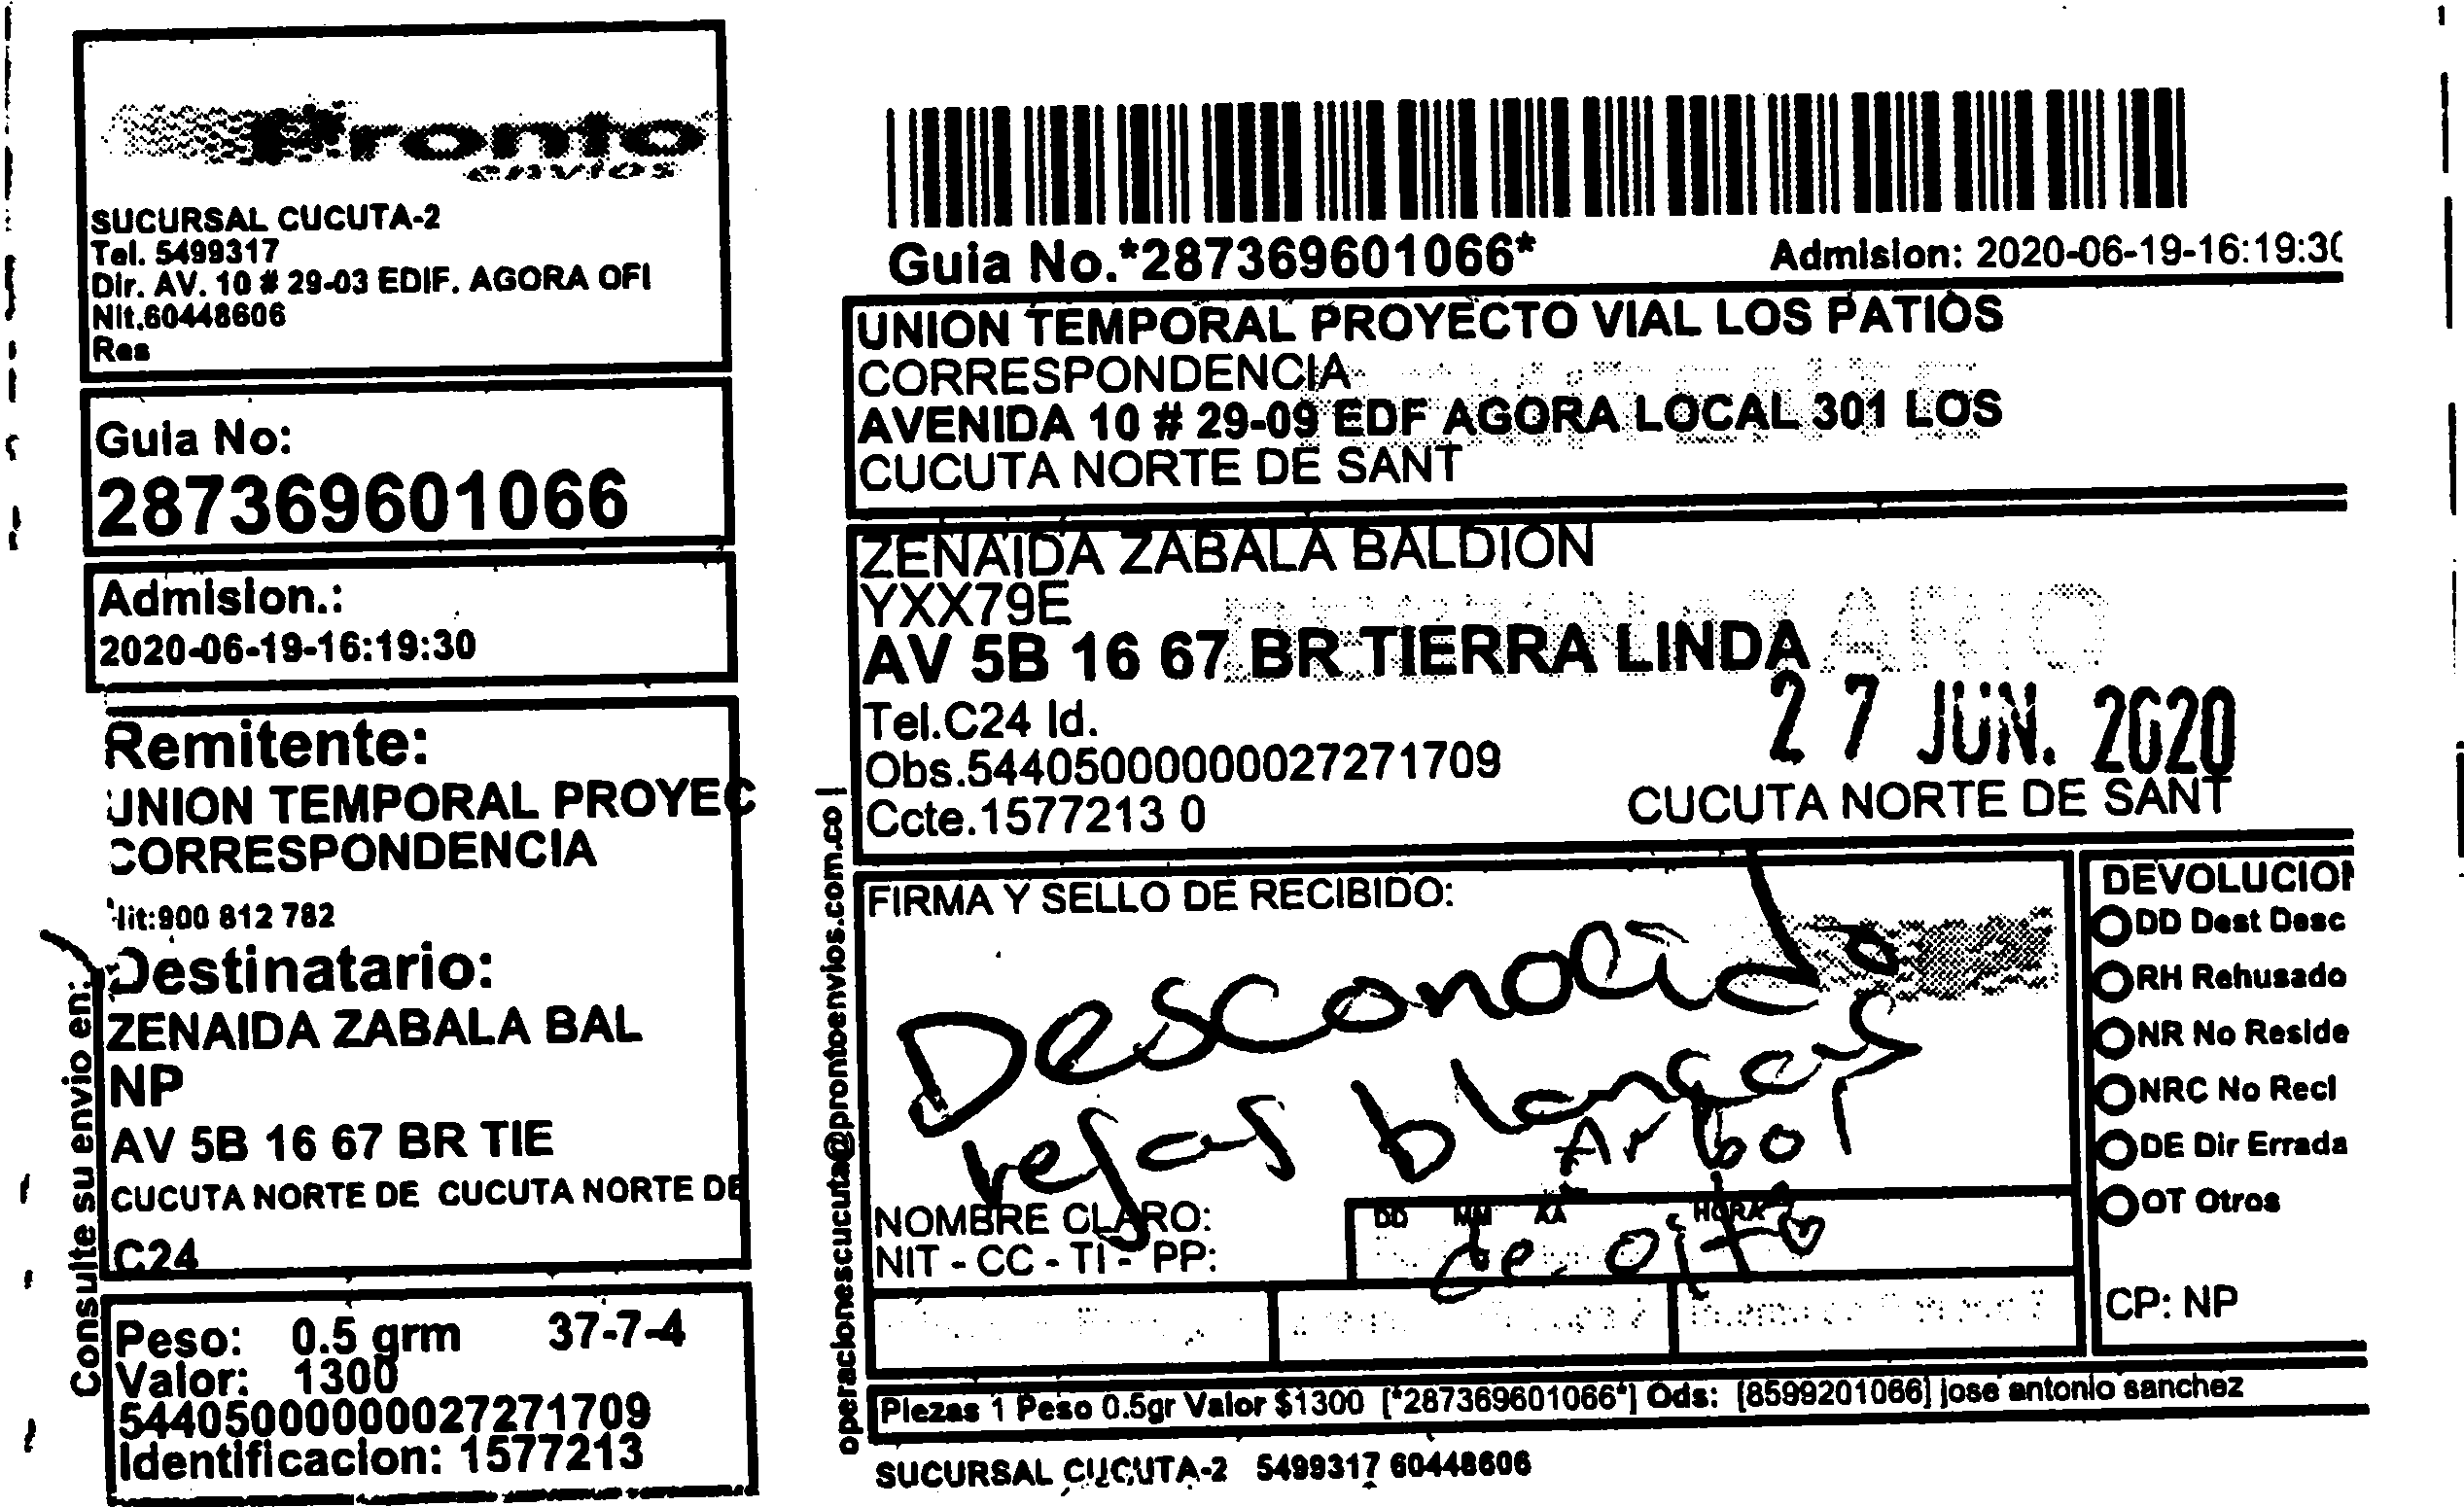 Pronto
envíos
SUCURSAL CUCUTA-2
Tel. 5499317
Dir. AV. 10 # 29-03 EDIF. AGORA OFI
Nit.60448606
Res
Guia No:
287369601066
Admision.:
2020-06-19-16:19:30
Remitente:
UNION TEMPORAL PROYEC
CORRESPONDENCIA
Nit:900 812 782
Destinatario:
ZENAIDA ZABALA BAL
NP
AV 5B 16 67 BR TIE
CUCUTA NORTE DE CUCUTA NORTE DE
C24
Consulte su envio en:
Peso: 0.5 grm 37-7-4
Valor: 1300
544050000000027271709
Identificacion: 1577213
Guia No.*287369601066*
Admision: 2020-06-19-16:19:30
UNION TEMPORAL PROYECTO VIAL LOS PATIOS
CORRESPONDENCIA
AVENIDA 10 # 29-09 EDF AGORA LOCAL 301 LOS
CUCUTA NORTE DE SANT
ZENAIDA ZABALA BALDION
YXX79E
DESTINATARIO
AV 5B 16 67 BR TIERRA LINDA
Tel.C24 Id.
27 JUN. 2020
Obs.544050000000027271709
Ccte.1577213 0
CUCUTA NORTE DE SANT
operacionescucuta@prontoenvios.com.co |
FIRMA Y SELLO DE RECIBIDO:
Desconocido
rejas blancas
Arbol
NOMBRE CLARO:
DD MM AA HORA
NIT - CC - TI - PP:
DEVOLUCION
DD Dest Desc
RH Rehusado
NR No Reside
NRC No Recl
DE Dir Errada
OT Otros
CP: NP
Piezas 1 Peso 0.5gr Valor $1300 [*287369601066*] Ods: [8599201066] jose antonio sanchez
SUCURSAL CUCUTA-2 5499317 60448606